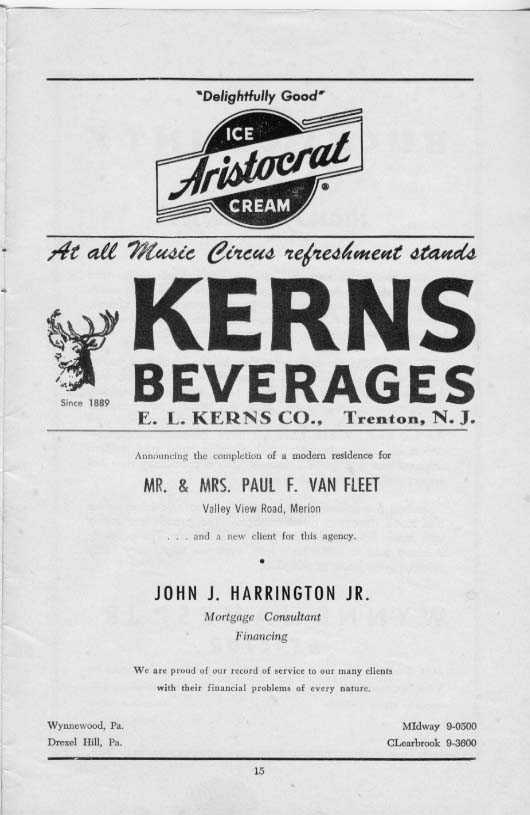 "Delightfully Good"
ICE
Aristocrat
CREAM
®
At all Music Circus refreshment stands
KERNS
BEVERAGES
Since 1889
E. L. KERNS CO., Trenton, N. J.
Announcing the completion of a modern residence for
MR. & MRS. PAUL F. VAN FLEET
Valley View Road, Merion
. . . and a new client for this agency.
•
JOHN J. HARRINGTON JR.
Mortgage Consultant
Financing
We are proud of our record of service to our many clients
with their financial problems of every nature.
Wynnewood, Pa. MIdway 9-0500
Drexel Hill, Pa. CLearbrook 9-3600
15